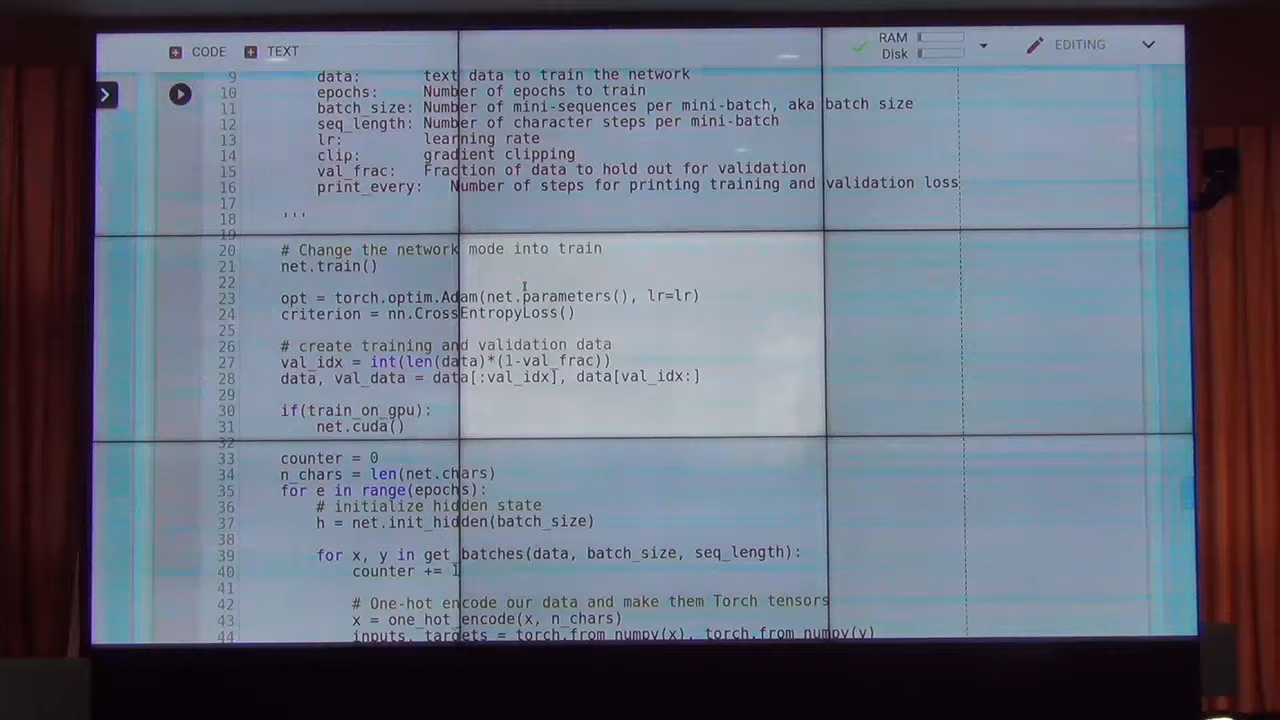 CODE TEXT RAM Disk EDITING
9 data: text data to train the network
10 epochs: Number of epochs to train
11 batch_size: Number of mini-sequences per mini-batch, aka batch size
12 seq_length: Number of character steps per mini-batch
13 lr: learning rate
14 clip: gradient clipping
15 val_frac: Fraction of data to hold out for validation
16 print_every: Number of steps for printing training and validation loss
17
18 '''
19
20 # Change the network mode into train
21 net.train()
22
23 opt = torch.optim.Adam(net.parameters(), lr=lr)
24 criterion = nn.CrossEntropyLoss()
25
26 # create training and validation data
27 val_idx = int(len(data)*(1-val_frac))
28 data, val_data = data[:val_idx], data[val_idx:]
29
30 if(train_on_gpu):
31 net.cuda()
32
33 counter = 0
34 n_chars = len(net.chars)
35 for e in range(epochs):
36 # initialize hidden state
37 h = net.init_hidden(batch_size)
38
39 for x, y in get_batches(data, batch_size, seq_length):
40 counter += 1
41
42 # One-hot encode our data and make them Torch tensors
43 x = one_hot_encode(x, n_chars)
44 inputs, targets = torch.from_numpy(x), torch.from_numpy(y)